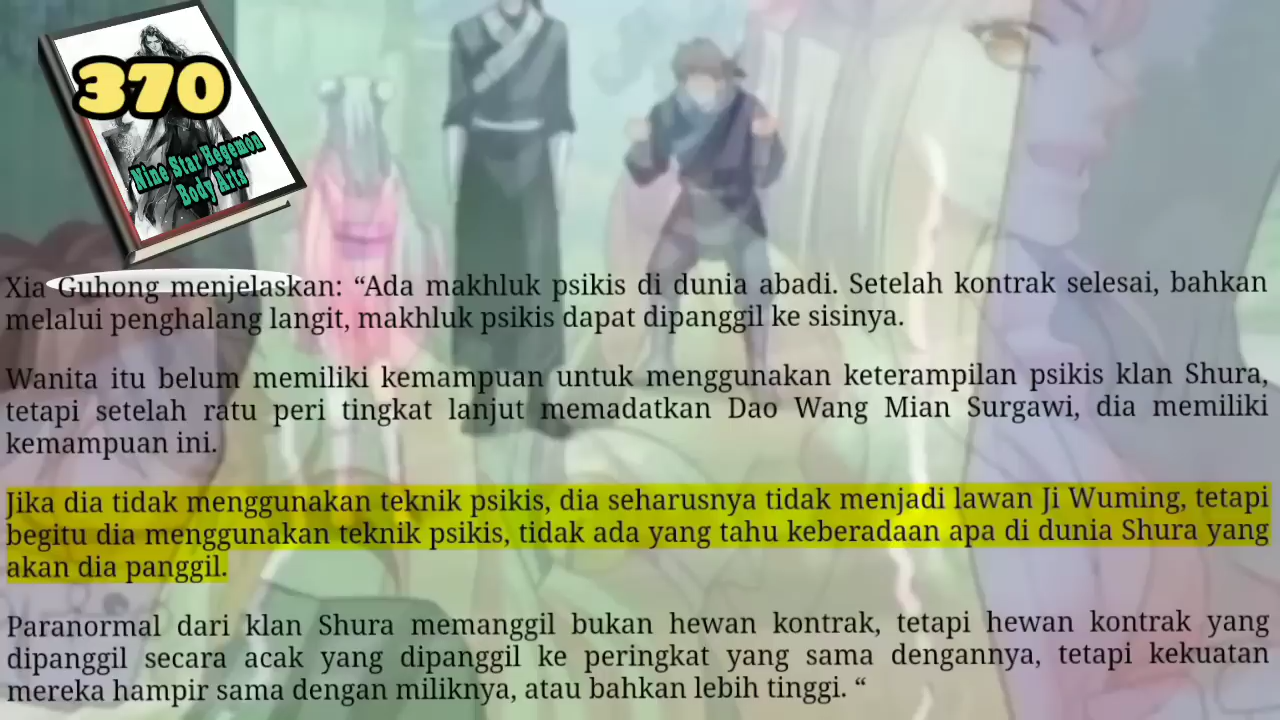 370
Nine Star Hegemon
Body Arts
Xia Guhong menjelaskan: “Ada makhluk psikis di dunia abadi. Setelah kontrak selesai, bahkan
melalui penghalang langit, makhluk psikis dapat dipanggil ke sisinya.
Wanita itu belum memiliki kemampuan untuk menggunakan keterampilan psikis klan Shura,
tetapi setelah ratu peri tingkat lanjut memadatkan Dao Wang Mian Surgawi, dia memiliki
kemampuan ini.
Jika dia tidak menggunakan teknik psikis, dia seharusnya tidak menjadi lawan Ji Wuming, tetapi
begitu dia menggunakan teknik psikis, tidak ada yang tahu keberadaan apa di dunia Shura yang
akan dia panggil.
Paranormal dari klan Shura memanggil bukan hewan kontrak, tetapi hewan kontrak yang
dipanggil secara acak yang dipanggil ke peringkat yang sama dengannya, tetapi kekuatan
mereka hampir sama dengan miliknya, atau bahkan lebih tinggi. “